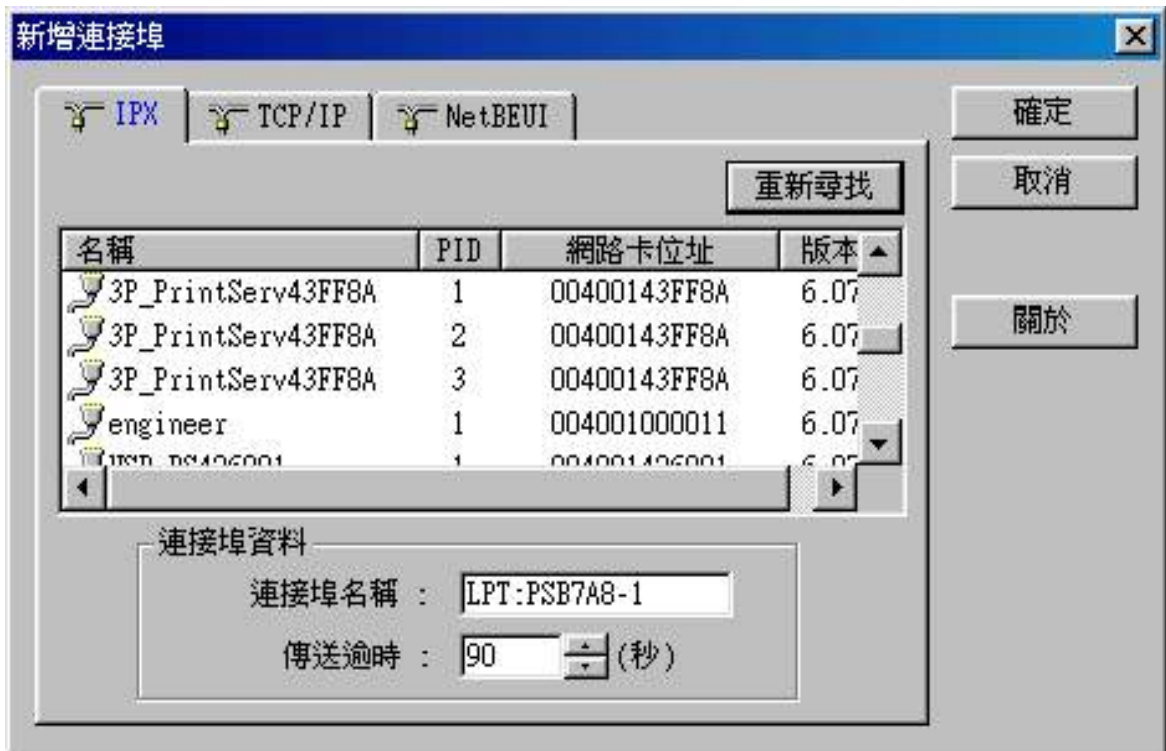 新增連接埠
IPX TCP/IP NetBEUI
確定
重新尋找
取消
名稱 PID 網路卡位址 版本
3P_PrintServ43FF8A 1 00400143FF8A 6.07
3P_PrintServ43FF8A 2 00400143FF8A 6.07
關於
3P_PrintServ43FF8A 3 00400143FF8A 6.07
engineer 1 004001000011 6.07
連接埠資料
連接埠名稱 : LPT:PSB7A8-1
傳送逾時 : 90 (秒)